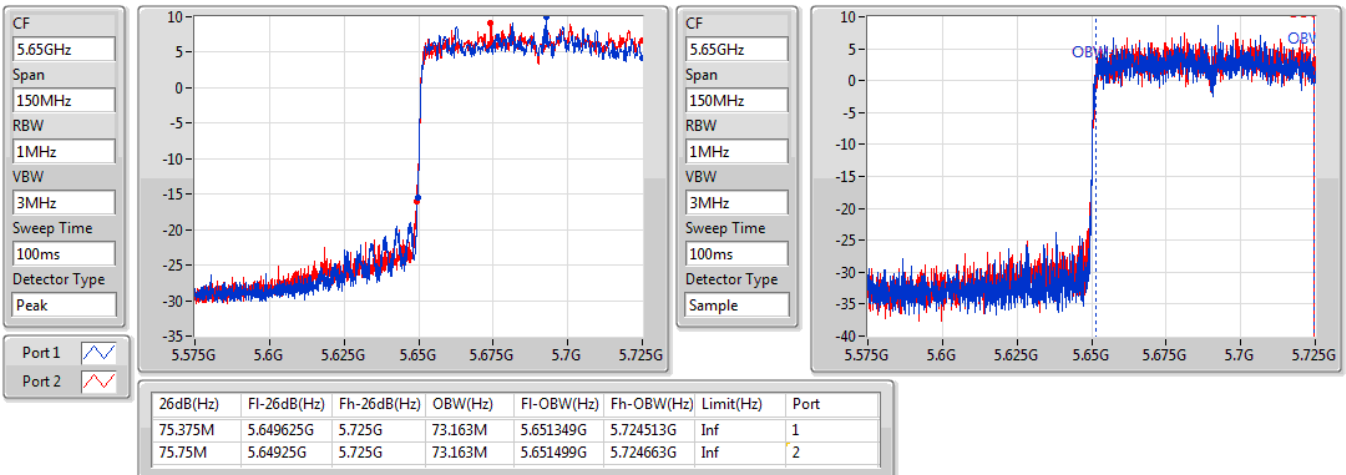 CF
5.65GHz
Span
150MHz
RBW
1MHz
VBW
3MHz
Sweep Time
100ms
Detector Type
Peak
Port 1
Port 2
10
5
0
-5
-10
-15
-20
-25
-30
-35
5.575G 5.6G 5.625G 5.65G 5.675G 5.7G 5.725G
CF
5.65GHz
Span
150MHz
RBW
1MHz
VBW
3MHz
Sweep Time
100ms
Detector Type
Sample
10
5
0
-5
-10
-15
-20
-25
-30
-35
-40
5.575G 5.6G 5.625G 5.65G 5.675G 5.7G 5.725G
26dB(Hz) Fl-26dB(Hz) Fh-26dB(Hz) OBW(Hz) Fl-OBW(Hz) Fh-OBW(Hz) Limit(Hz) Port
75.375M 5.649625G 5.725G 73.163M 5.651349G 5.724513G Inf 1
75.75M 5.64925G 5.725G 73.163M 5.651499G 5.724663G Inf 2